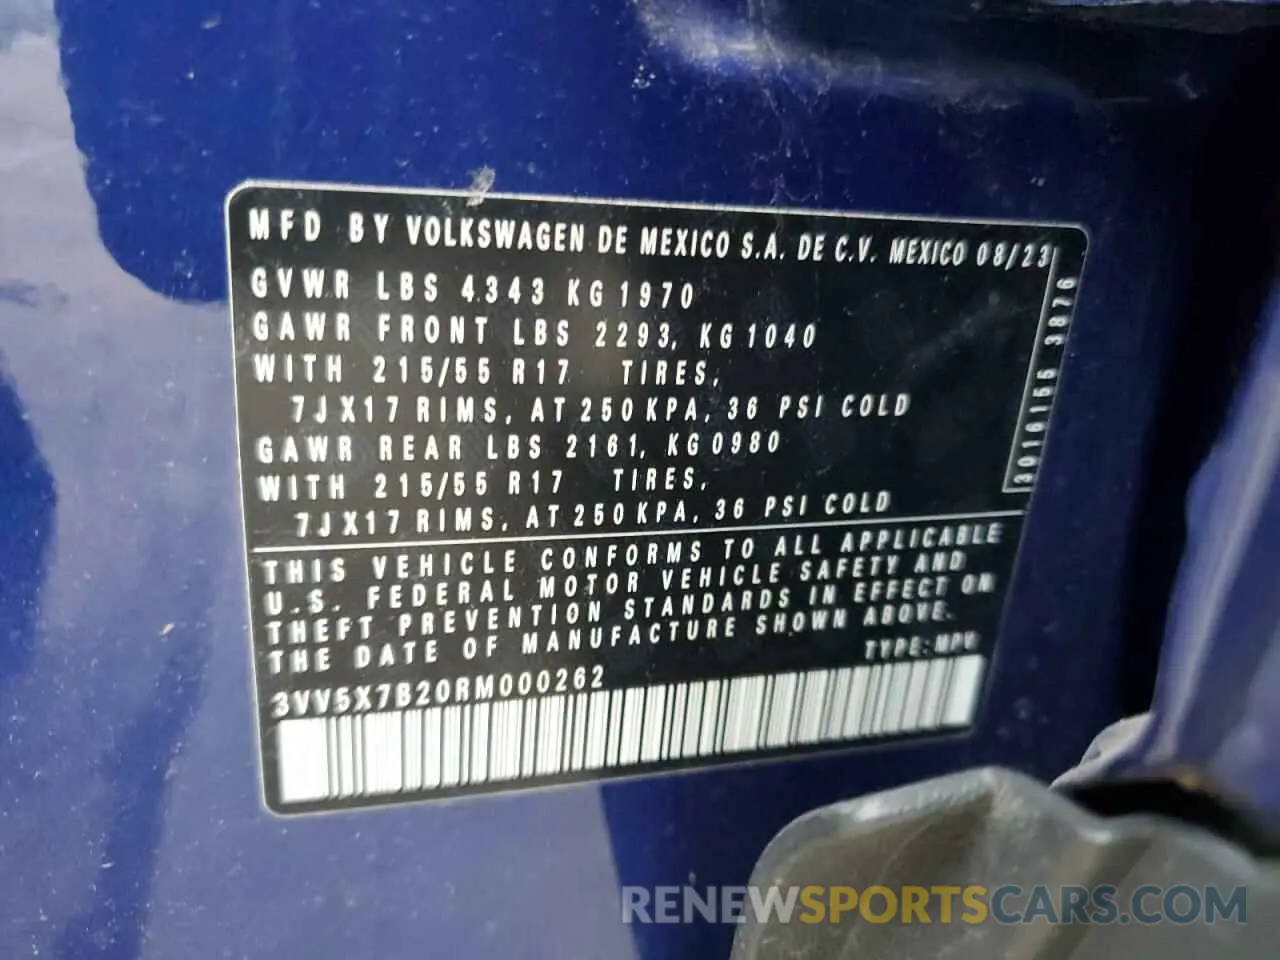 MFD BY VOLKSWAGEN DE MEXICO S.A. DE C.V. MEXICO 08/23
GVWR LBS 4343 KG 1970
GAWR FRONT LBS 2293, KG 1040
WITH 215/55 R17 TIRES,
7JX17 RIMS, AT 250 KPA, 36 PSI COLD
GAWR REAR LBS 2161, KG 0980
WITH 215/55 R17 TIRES,
7JX17 RIMS, AT 250 KPA, 36 PSI COLD
3016155 3876
THIS VEHICLE CONFORMS TO ALL APPLICABLE
U.S. FEDERAL MOTOR VEHICLE SAFETY AND
THEFT PREVENTION STANDARDS IN EFFECT ON
THE DATE OF MANUFACTURE SHOWN ABOVE.
TYPE: MPV
3VV5X7B20RM000262
RENEWSPORTSCARS.COM